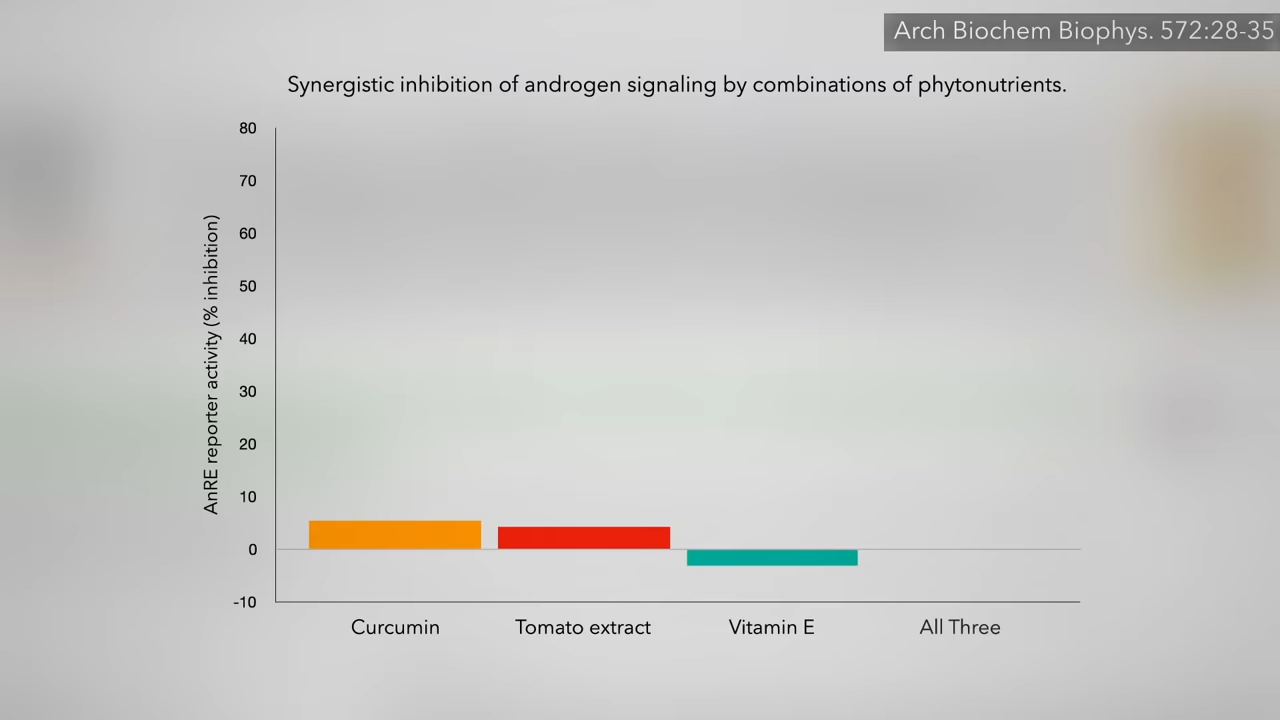 Arch Biochem Biophys. 572:28-35
Synergistic inhibition of androgen signaling by combinations of phytonutrients.
80
70
60
50
40
30
20
10
0
-10
AnRE reporter activity (% inhibition)
Curcumin
Tomato extract
Vitamin E
All Three